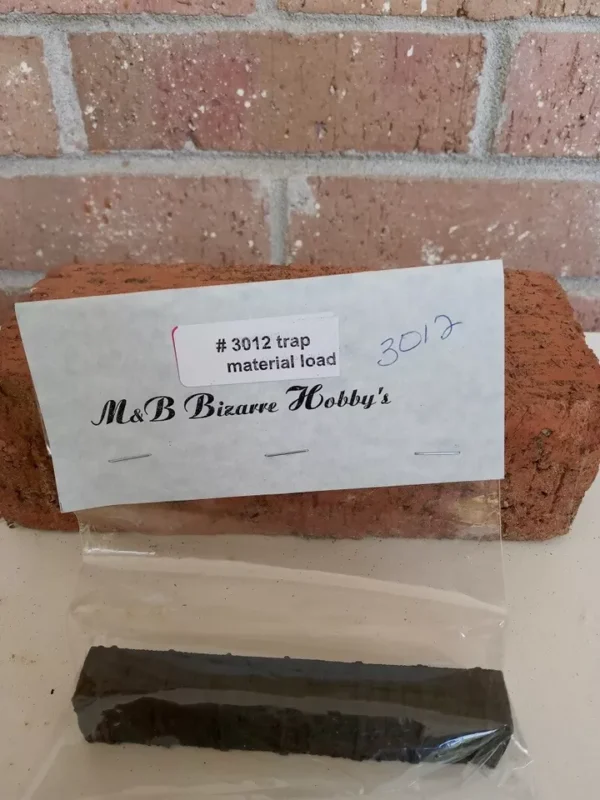 # 3012 trap
material load
3012
M&B Bizarre Hobby's